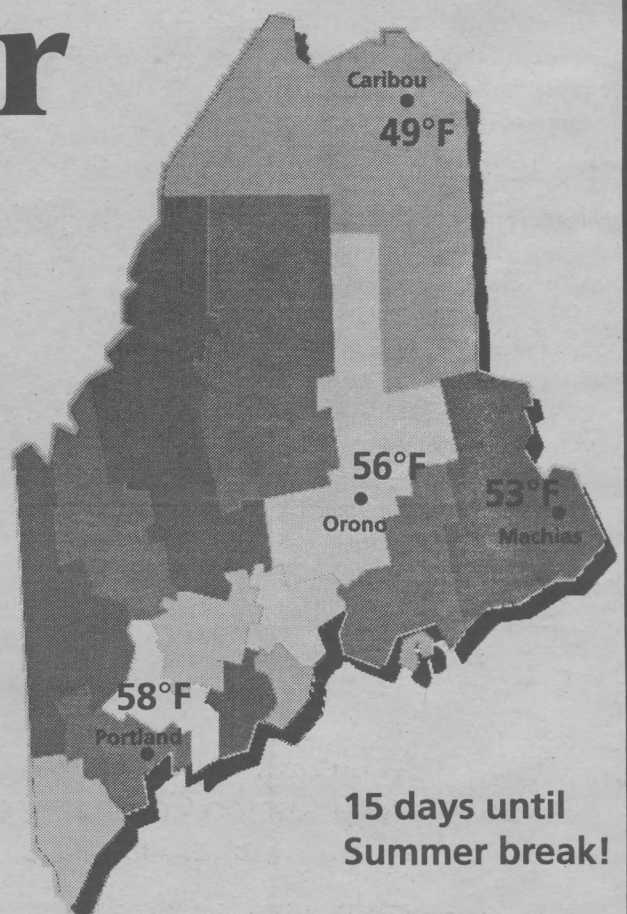 r
Caribou
49°F
56°F
Orono
53°F
Machias
58°F
Portland
15 days until
Summer break!